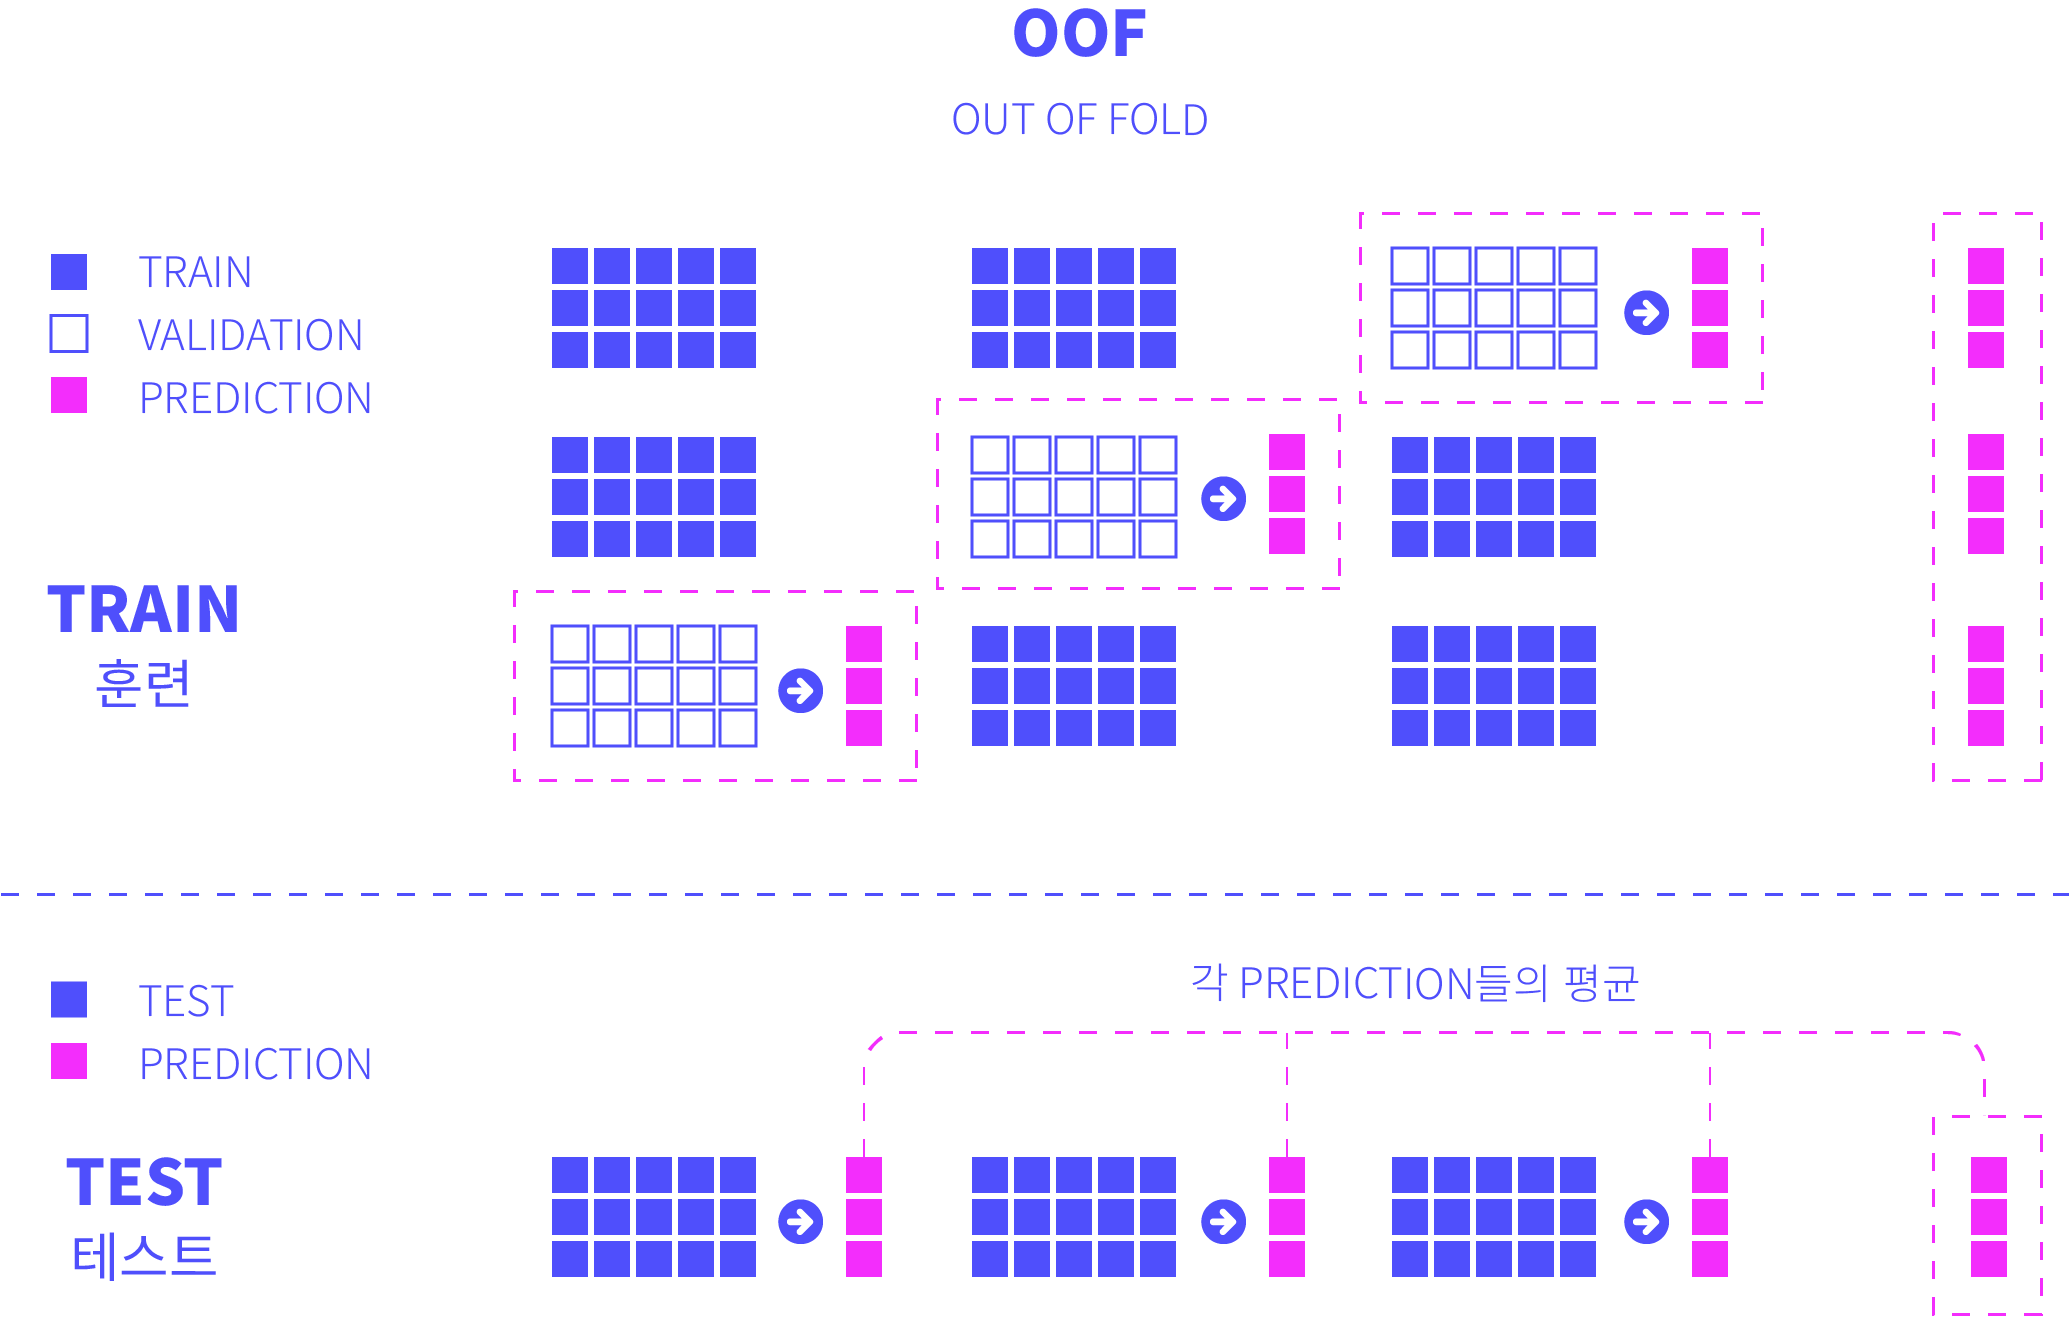 OOF
OUT OF FOLD
TRAIN
VALIDATION
PREDICTION
TRAIN
훈련
각 PREDICTION들의 평균
TEST
PREDICTION
TEST
테스트